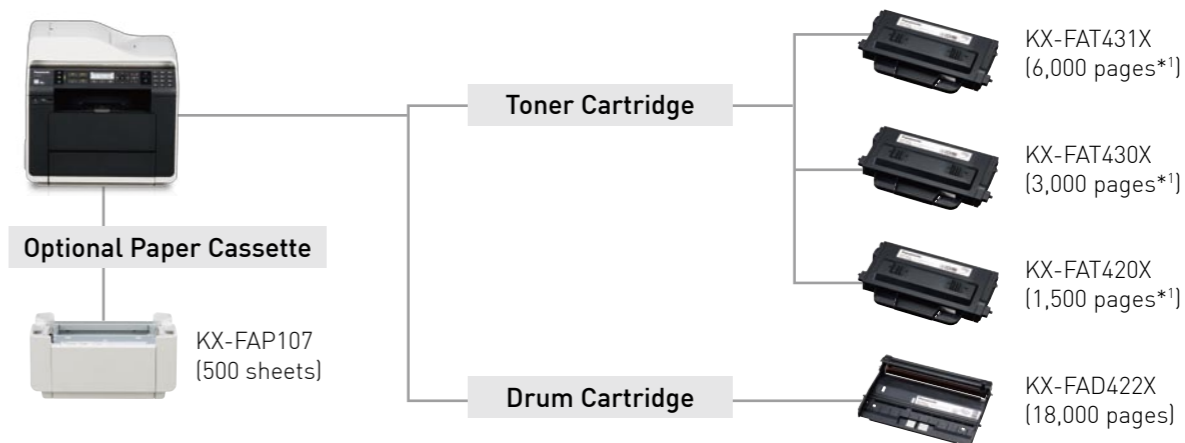 Toner Cartridge
KX-FAT431X
(6,000 pages*1)
KX-FAT430X
(3,000 pages*1)
Optional Paper Cassette
KX-FAT420X
(1,500 pages*1)
KX-FAP107
(500 sheets)
Drum Cartridge
KX-FAD422X
(18,000 pages)